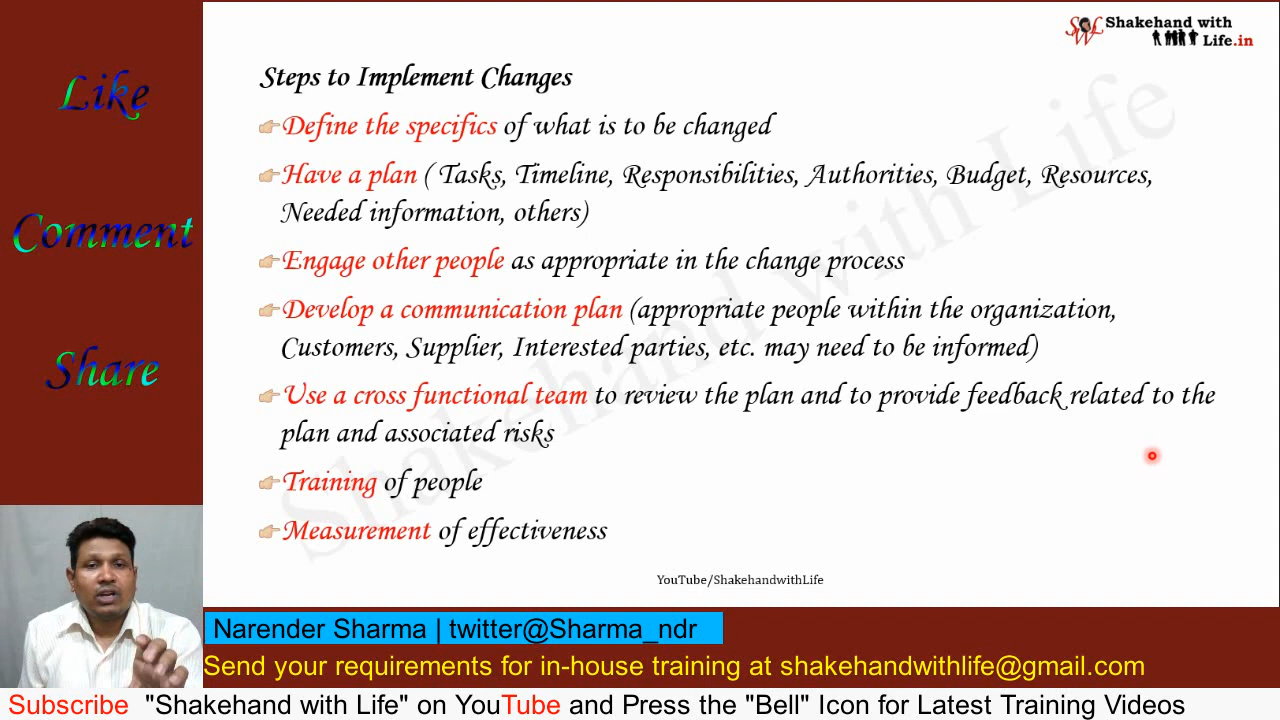 Like
Comment
Share
Shakehand with
Life.in
Steps to Implement Changes
Define the specifics of what is to be changed
Have a plan ( Tasks, Timeline, Responsibilities, Authorities, Budget, Resources,
Needed information, others)
Engage other people as appropriate in the change process
Develop a communication plan (appropriate people within the organization,
Customers, Supplier, Interested parties, etc. may need to be informed)
Use a cross functional team to review the plan and to provide feedback related to the
plan and associated risks
Training of people
Measurement of effectiveness
Shakehand with Life
YouTube/ShakehandwithLife
Narender Sharma | twitter@Sharma_ndr
Send your requirements for in-house training at shakehandwithlife@gmail.com
Subscribe "Shakehand with Life" on YouTube and Press the "Bell" Icon for Latest Training Videos